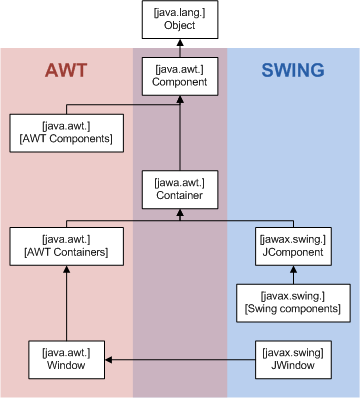 [java.lang.]
Object
AWT
SWING
[java.awt.]
Component
[java.awt.]
[AWT Components]
[jawa.awt.]
Container
[java.awt.]
[AWT Containers]
[jawax.swing.]
JComponent
[javax.swing.]
[Swing components]
[java.awt.]
Window
[javax.swing]
JWindow